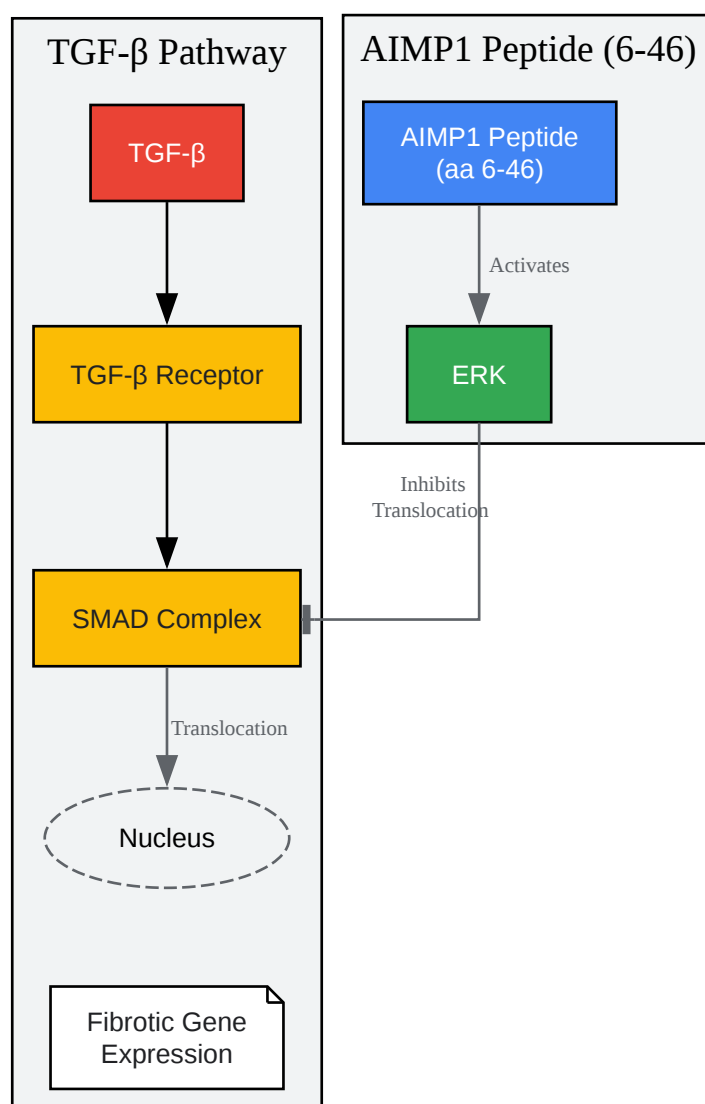 TGF-β Pathway
TGF-β
TGF-β Receptor
SMAD Complex
Translocation
Nucleus
Fibrotic Gene
Expression
AIMP1 Peptide (6-46)
AIMP1 Peptide
(aa 6-46)
Activates
ERK
Inhibits
Translocation